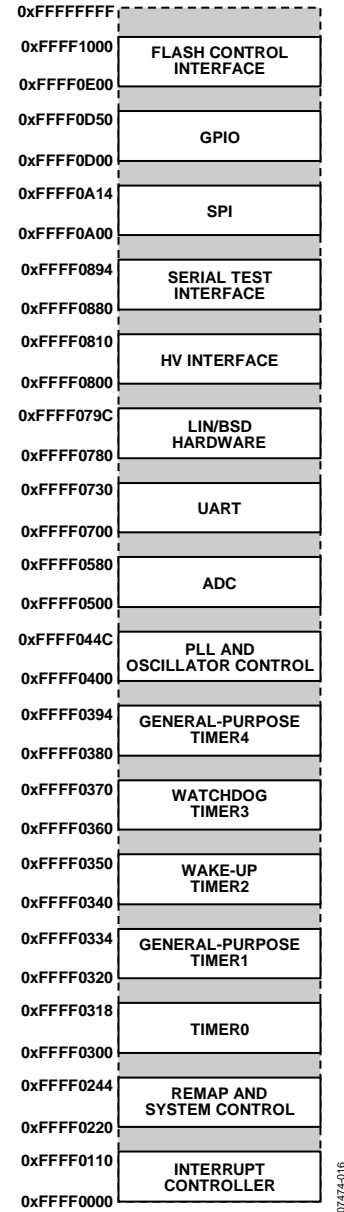 0xFFFFFFFF
0xFFFF1000
FLASH CONTROL
INTERFACE
0xFFFF0E00
0xFFFF0D50
GPIO
0xFFFF0D00
0xFFFF0A14
SPI
0xFFFF0A00
0xFFFF0894
SERIAL TEST
INTERFACE
0xFFFF0880
0xFFFF0810
HV INTERFACE
0xFFFF0800
0xFFFF079C
LIN/BSD
HARDWARE
0xFFFF0780
0xFFFF0730
UART
0xFFFF0700
0xFFFF0580
ADC
0xFFFF0500
0xFFFF044C
PLL AND
OSCILLATOR CONTROL
0xFFFF0400
0xFFFF0394
GENERAL-PURPOSE
TIMER4
0xFFFF0380
0xFFFF0370
WATCHDOG
TIMER3
0xFFFF0360
0xFFFF0350
WAKE-UP
TIMER2
0xFFFF0340
0xFFFF0334
GENERAL-PURPOSE
TIMER1
0xFFFF0320
0xFFFF0318
TIMER0
0xFFFF0300
0xFFFF0244
REMAP AND
SYSTEM CONTROL
0xFFFF0220
0xFFFF0110
INTERRUPT
CONTROLLER
0xFFFF0000
07474-016